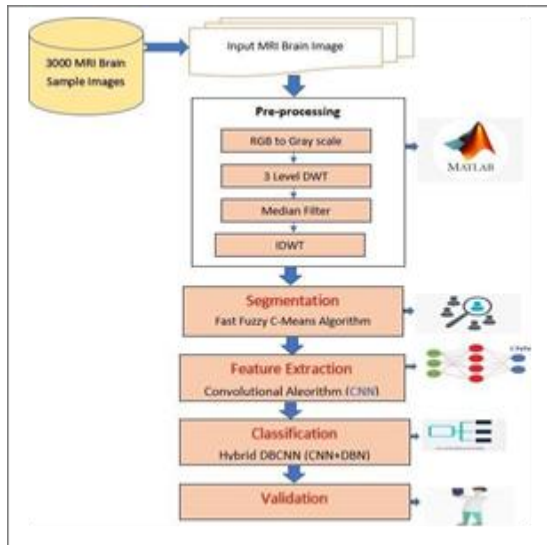 3000 MRI Brain
Sample Images
Input MRI Brain Image
Pre-processing
RGB to Gray scale
3 Level DWT
Median Filter
IDWT
MATLAB
Segmentation
Fast Fuzzy C-Means Algorithm
Feature Extraction
Convolutional Algorithm (CNN)
Classification
Hybrid DBCNN (CNN+DBN)
Validation